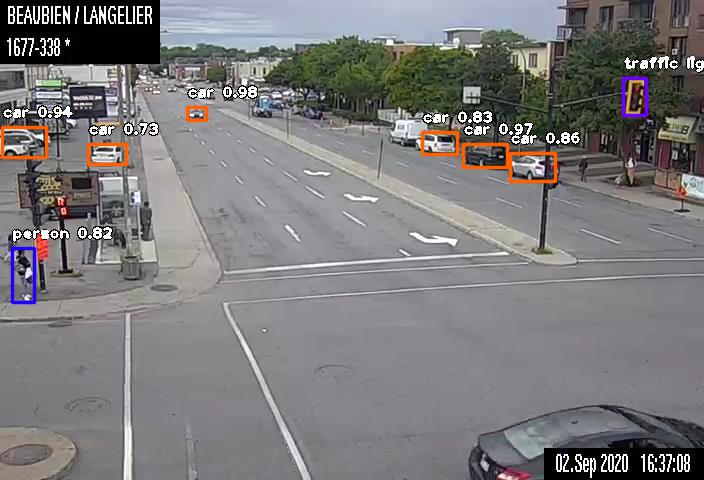 BEAUBIEN / LANGELIER
1677-338 *
car 0.98
traffic lig
car 0.94
car 0.73
car 0.83
car 0.97
car 0.86
person 0.82
02.Sep 2020 16:37:08